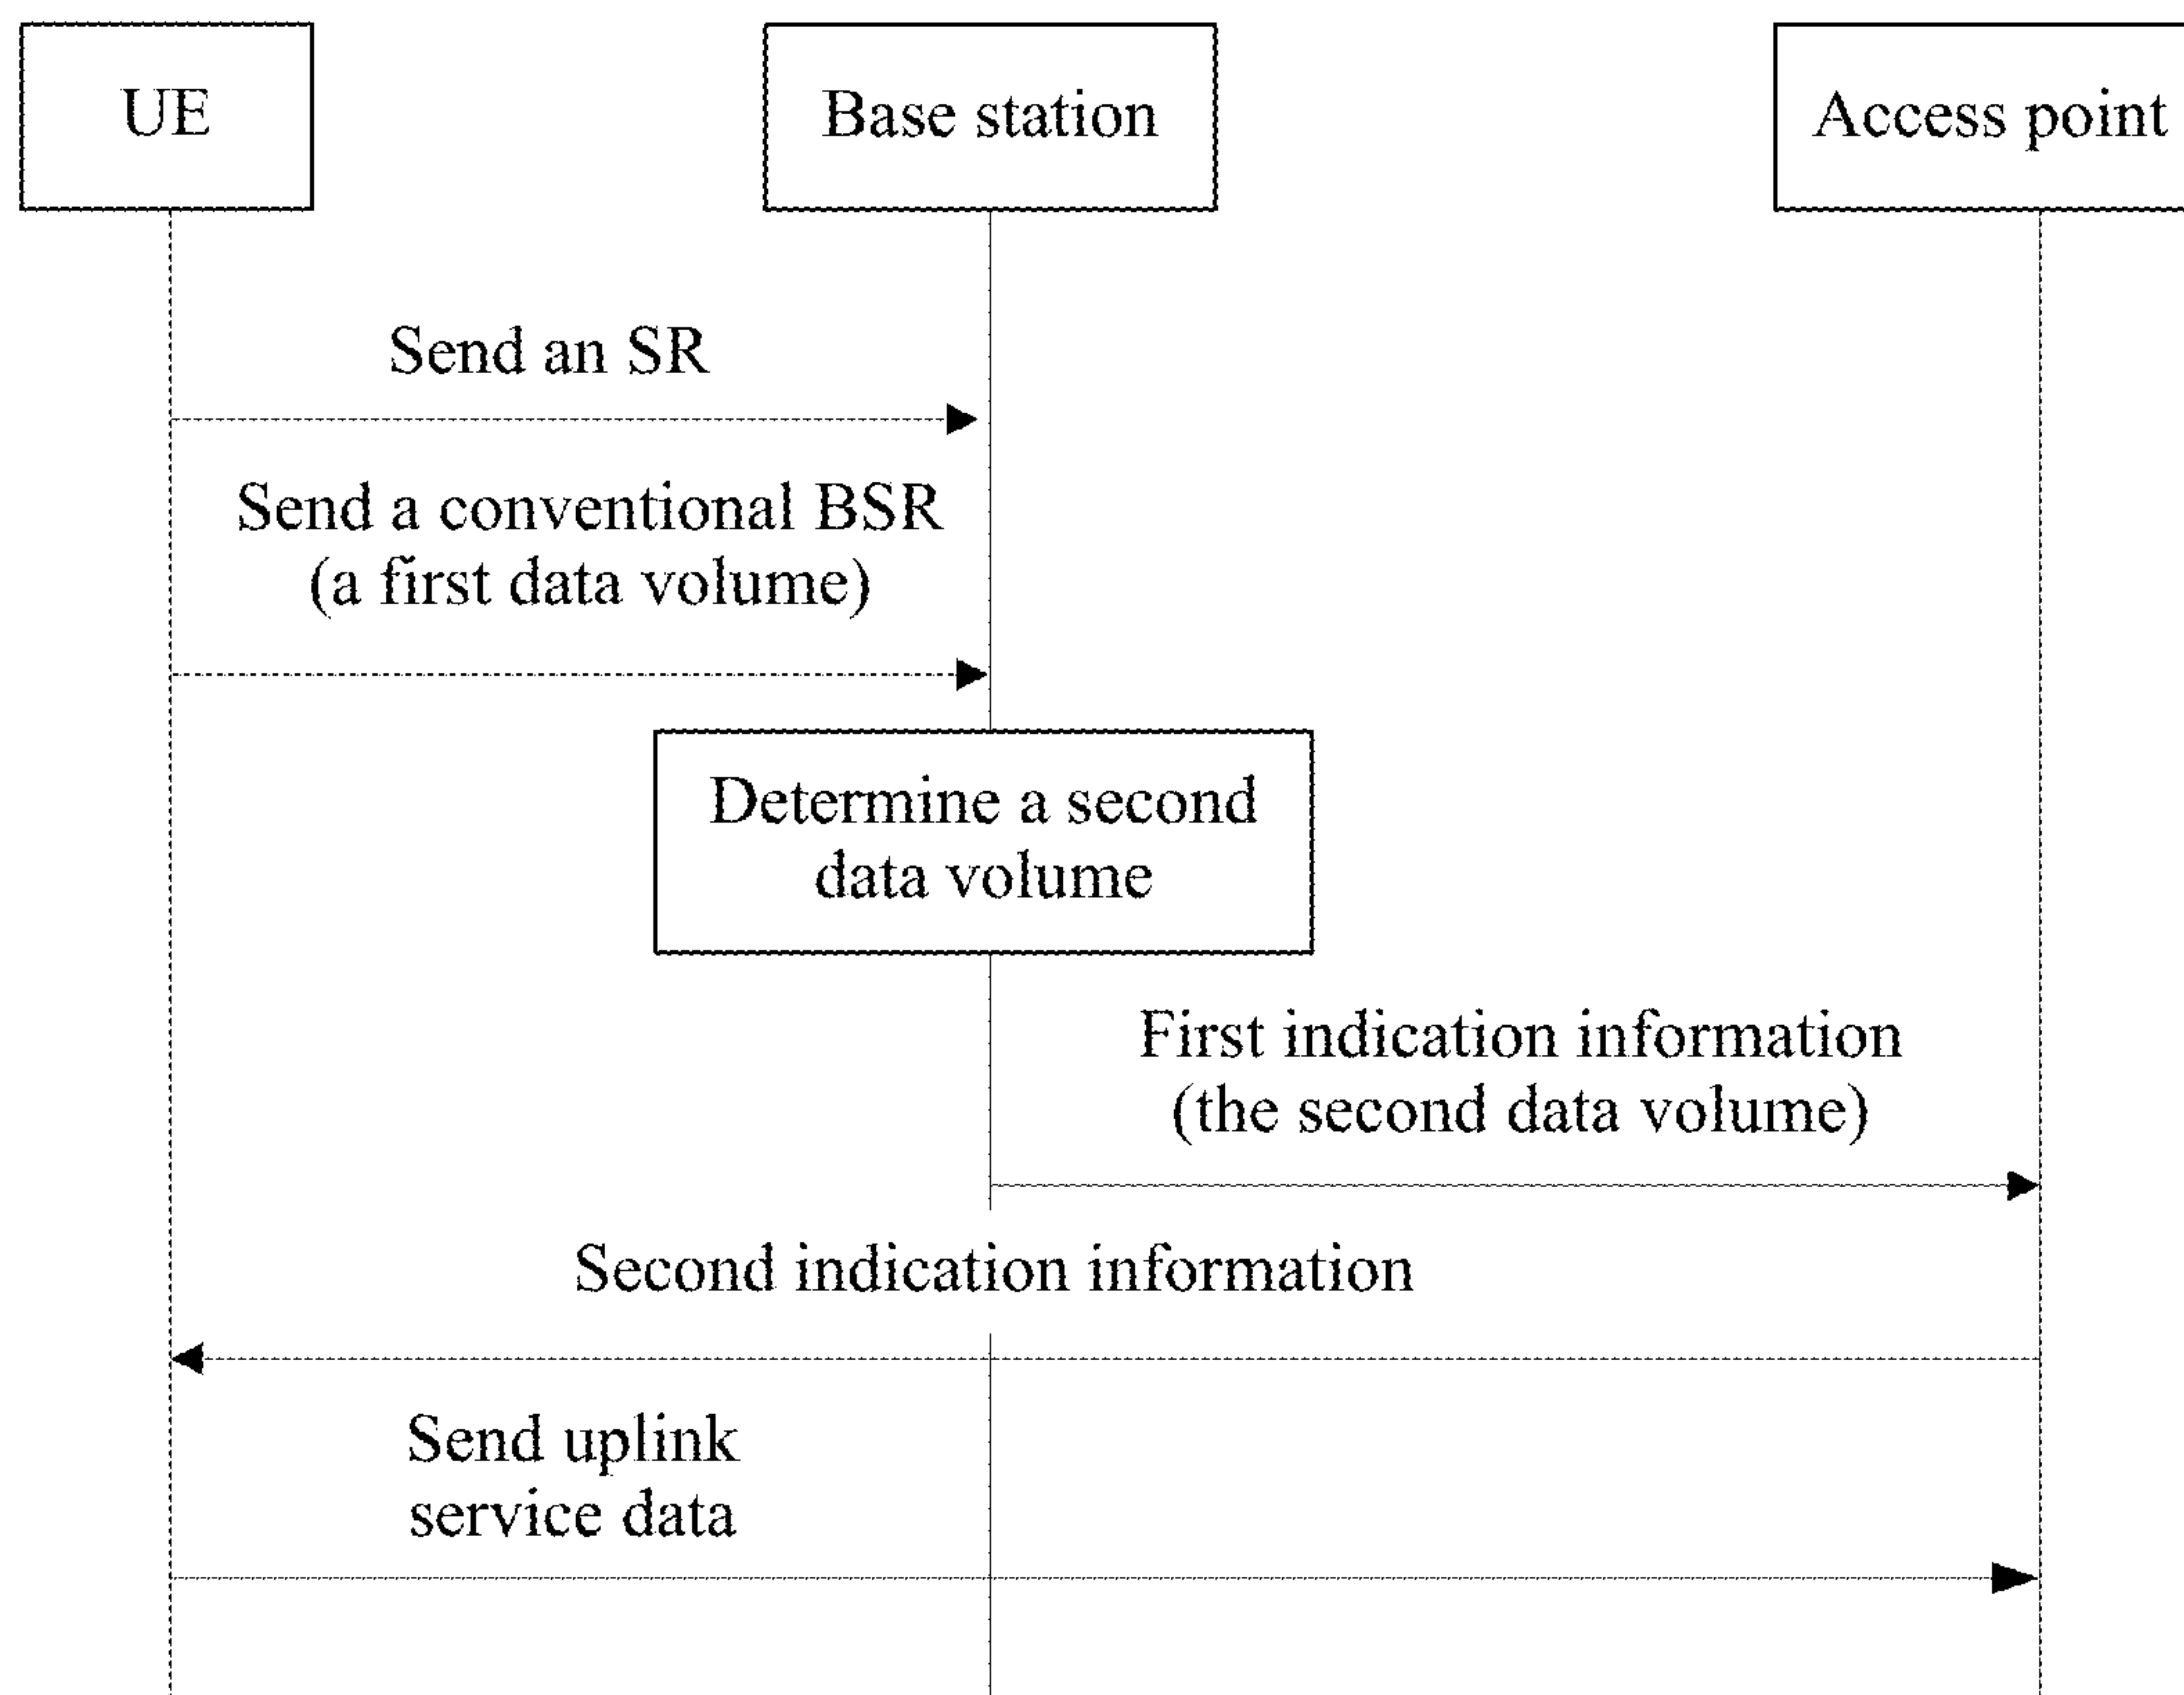 UE
Base station
Access point
Send an SR
Send a conventional BSR
(a first data volume)
Determine a second
data volume
First indication information
(the second data volume)
Second indication information
Send uplink
service data